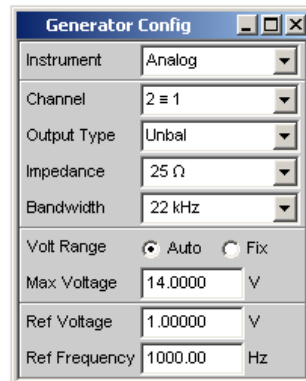 Generator Config
Instrument Analog
Channel 2 ≡ 1
Output Type Unbal
Impedance 25 Ω
Bandwidth 22 kHz
Volt Range Auto Fix
Max Voltage 14.0000 V
Ref Voltage 1.00000 V
Ref Frequency 1000.00 Hz